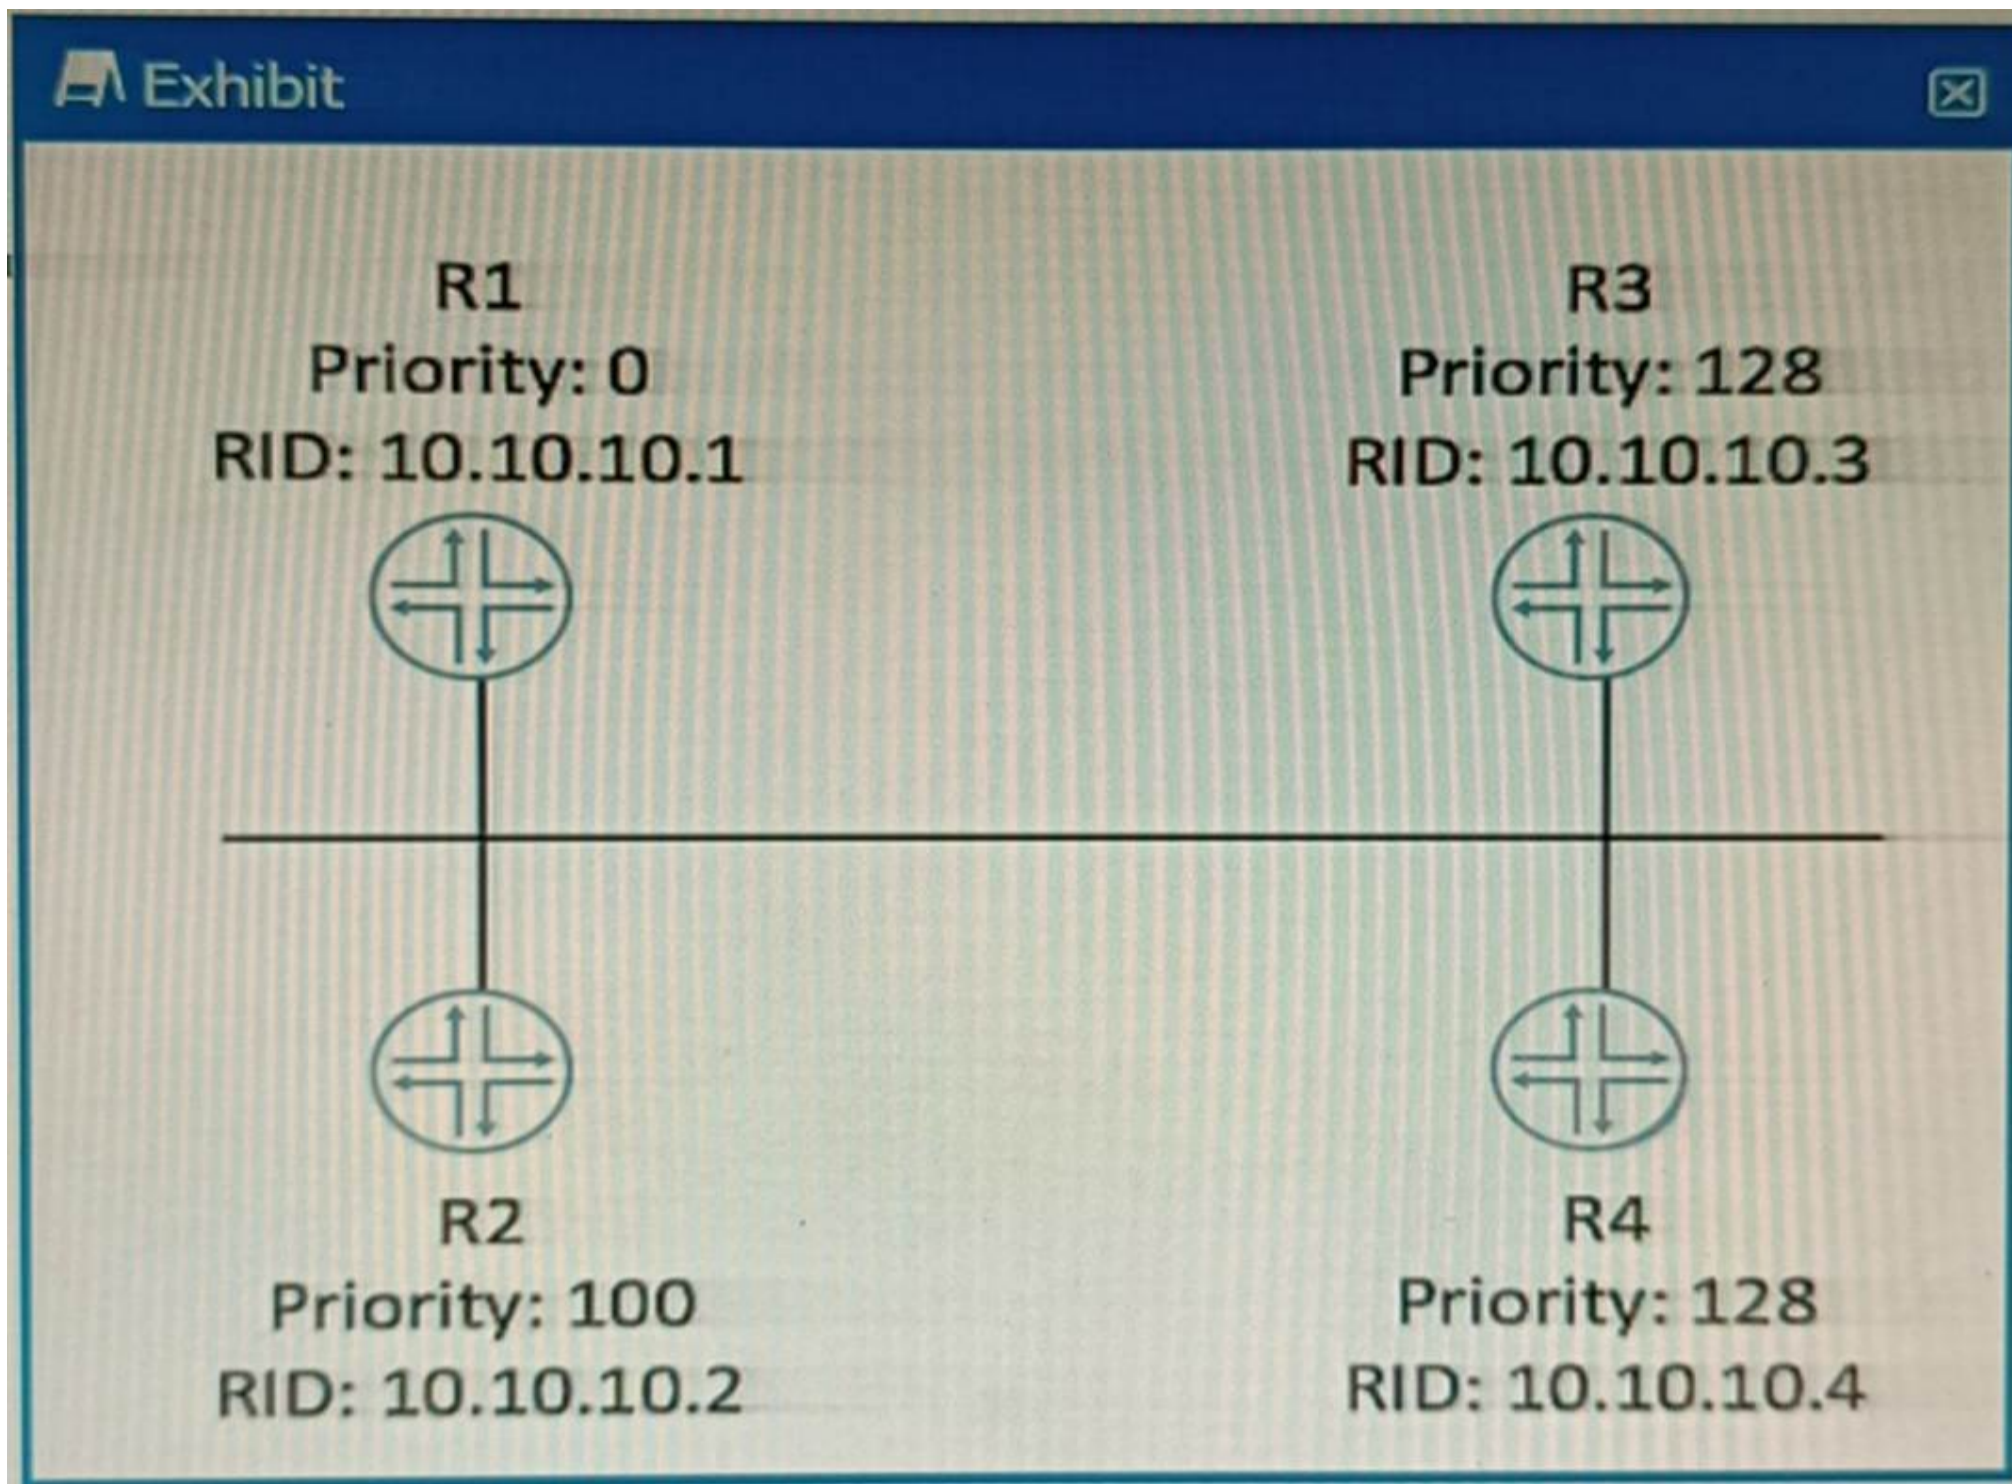 Exhibit
R1
Priority: 0
RID: 10.10.10.1
R3
Priority: 128
RID: 10.10.10.3
R2
Priority: 100
RID: 10.10.10.2
R4
Priority: 128
RID: 10.10.10.4